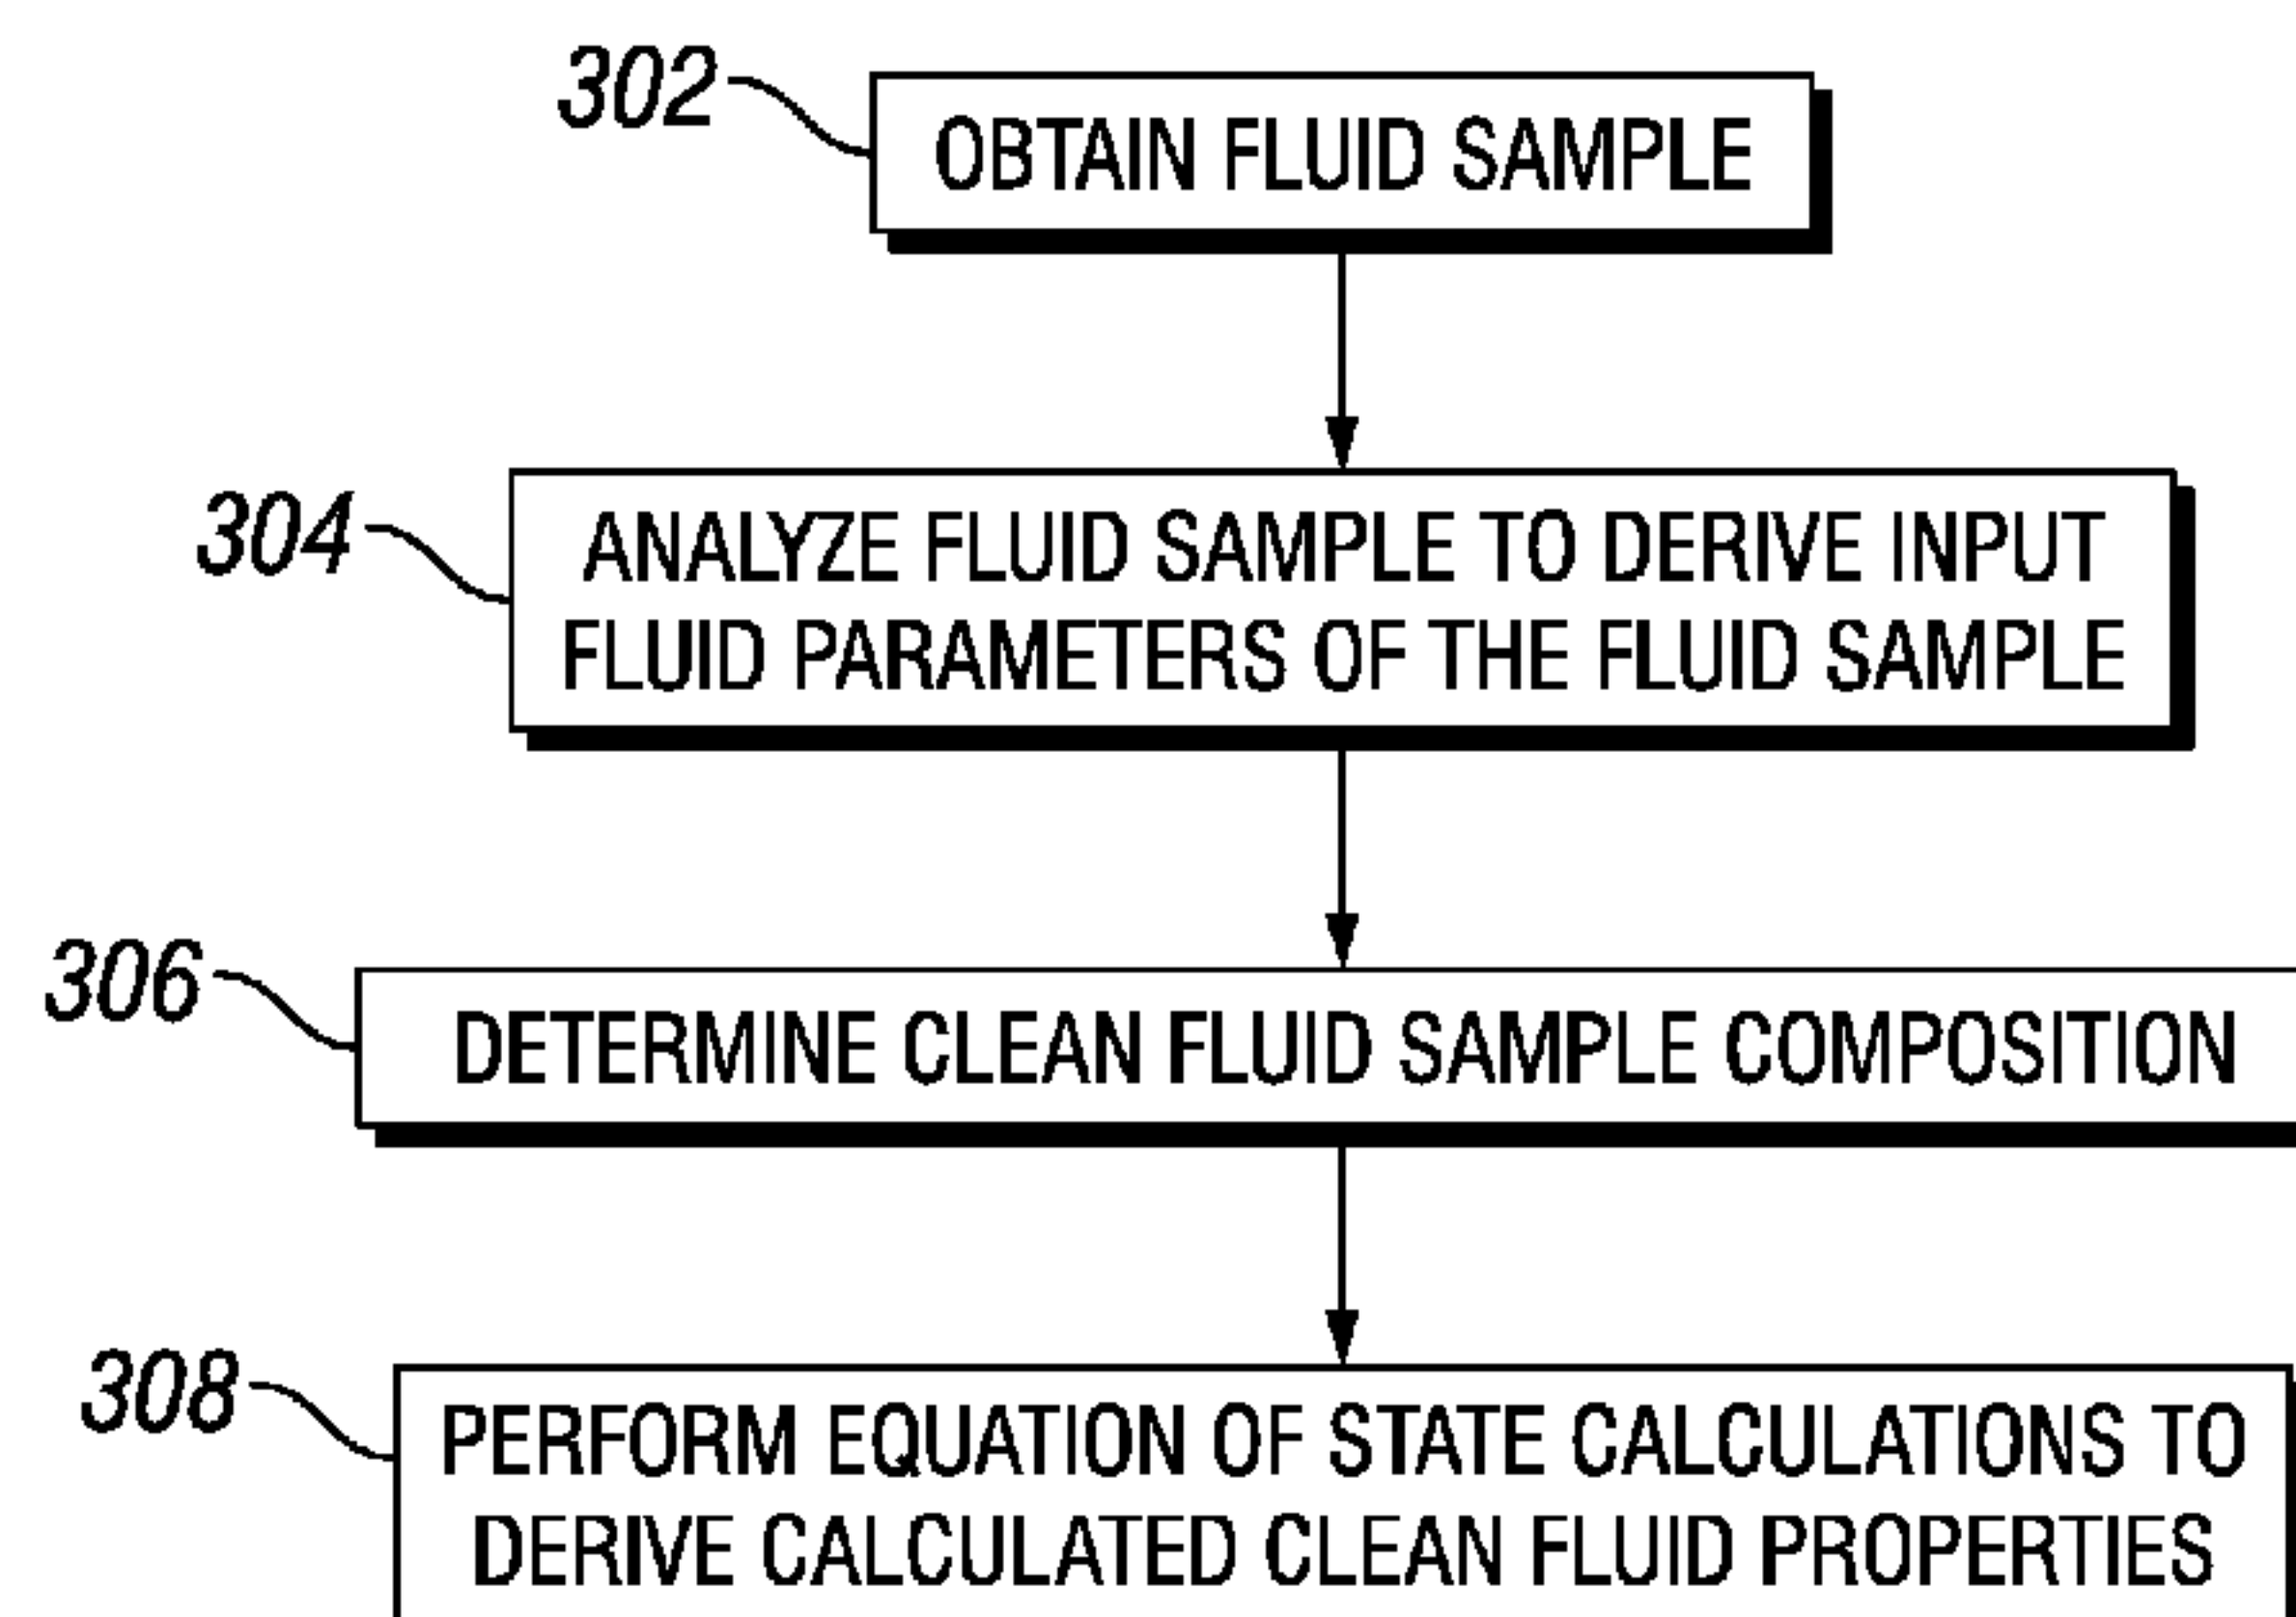 302
OBTAIN FLUID SAMPLE
304
ANALYZE FLUID SAMPLE TO DERIVE INPUT
FLUID PARAMETERS OF THE FLUID SAMPLE
306
DETERMINE CLEAN FLUID SAMPLE COMPOSITION
308
PERFORM EQUATION OF STATE CALCULATIONS TO
DERIVE CALCULATED CLEAN FLUID PROPERTIES